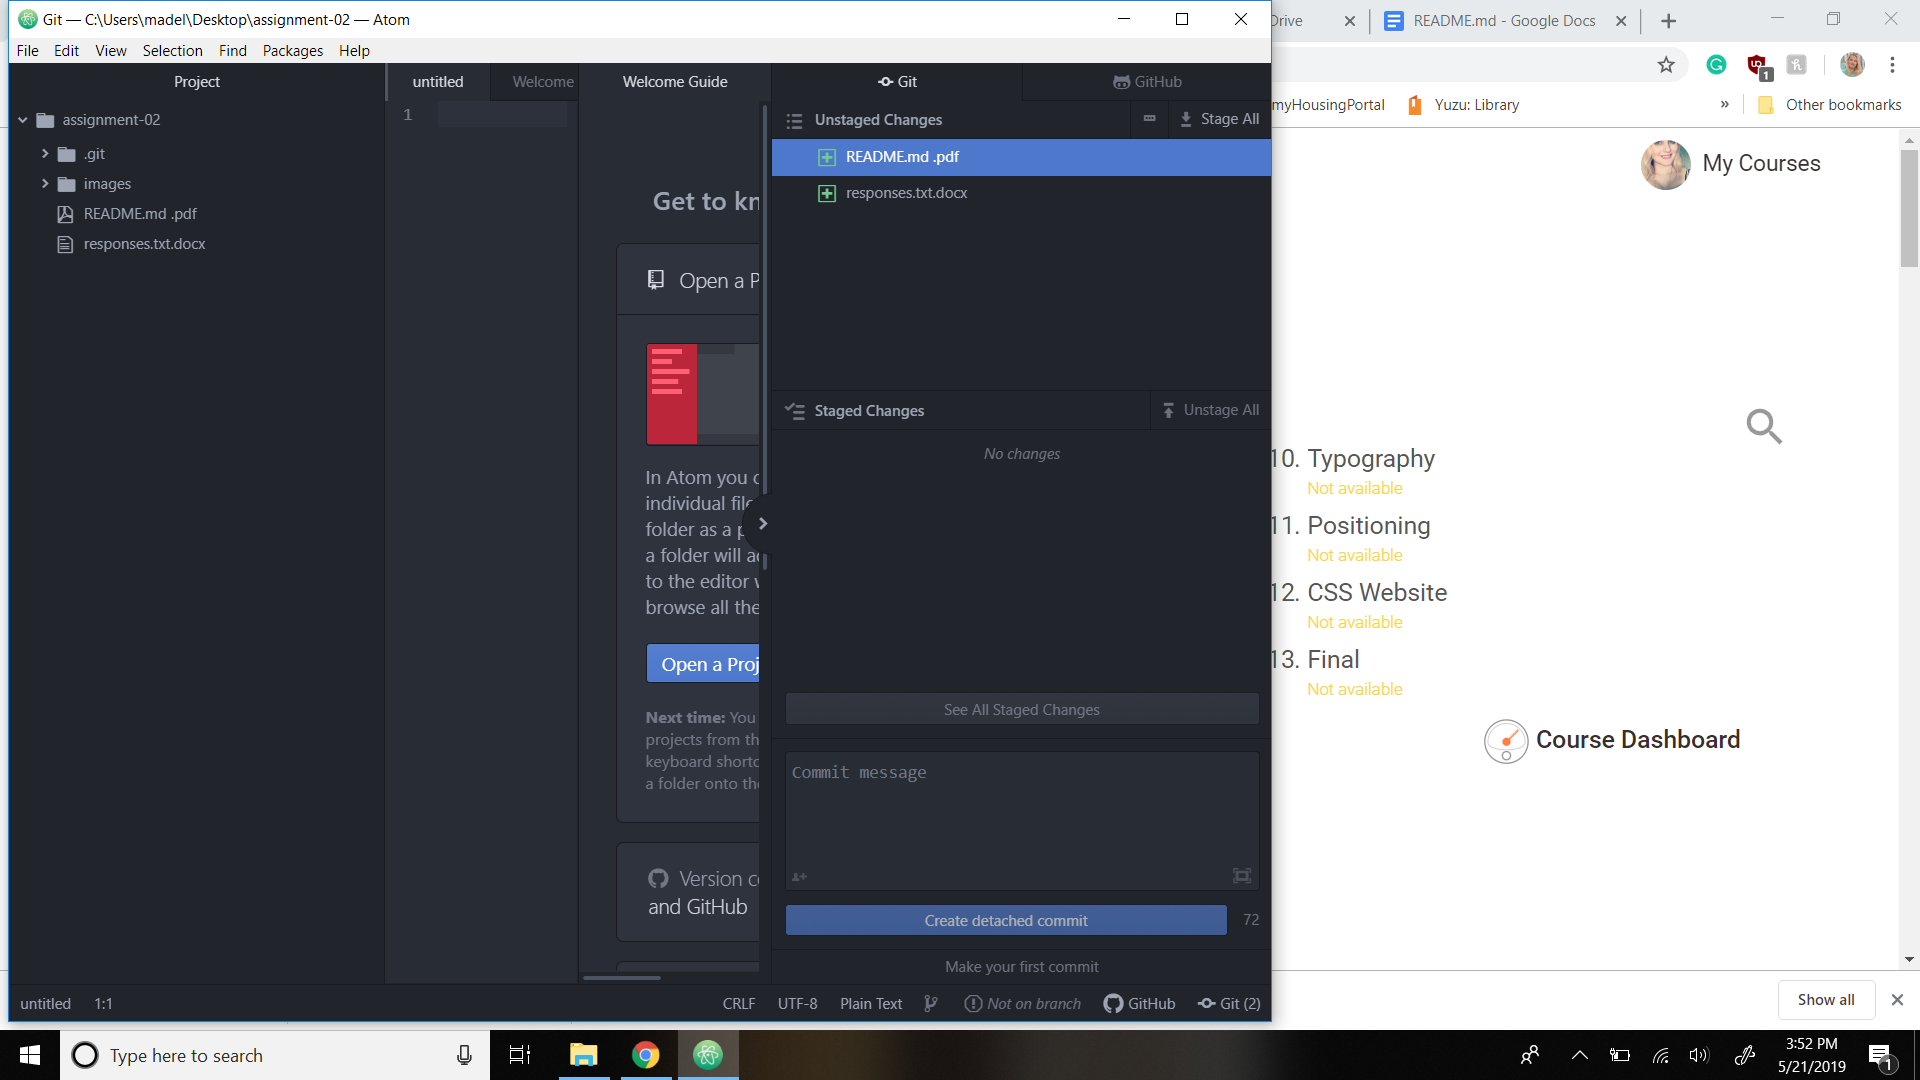 Git — C:\Users\madel\Desktop\assignment-02 — Atom
File Edit View Selection Find Packages Help
Project
assignment-02
.git
images
README.md .pdf
responses.txt.docx
untitled
Welcome
Welcome Guide
1
Get to kn
Open a P
In Atom you c
individual file
folder as a p
a folder will ad
to the editor w
browse all the
Open a Proj
Next time: You
projects from th
keyboard shortc
a folder onto the
Version co
and GitHub
Git
GitHub
Unstaged Changes
Stage All
README.md .pdf
responses.txt.docx
Staged Changes
Unstage All
No changes
See All Staged Changes
Commit message
Create detached commit
72
Make your first commit
untitled 1:1
CRLF UTF-8 Plain Text Not on branch GitHub Git (2)
Drive
README.md - Google Docs
1
myHousingPortal
Yuzu: Library
»
Other bookmarks
My Courses
10. Typography
Not available
11. Positioning
Not available
12. CSS Website
Not available
13. Final
Not available
Course Dashboard
Show all
Type here to search
3:52 PM
5/21/2019
1